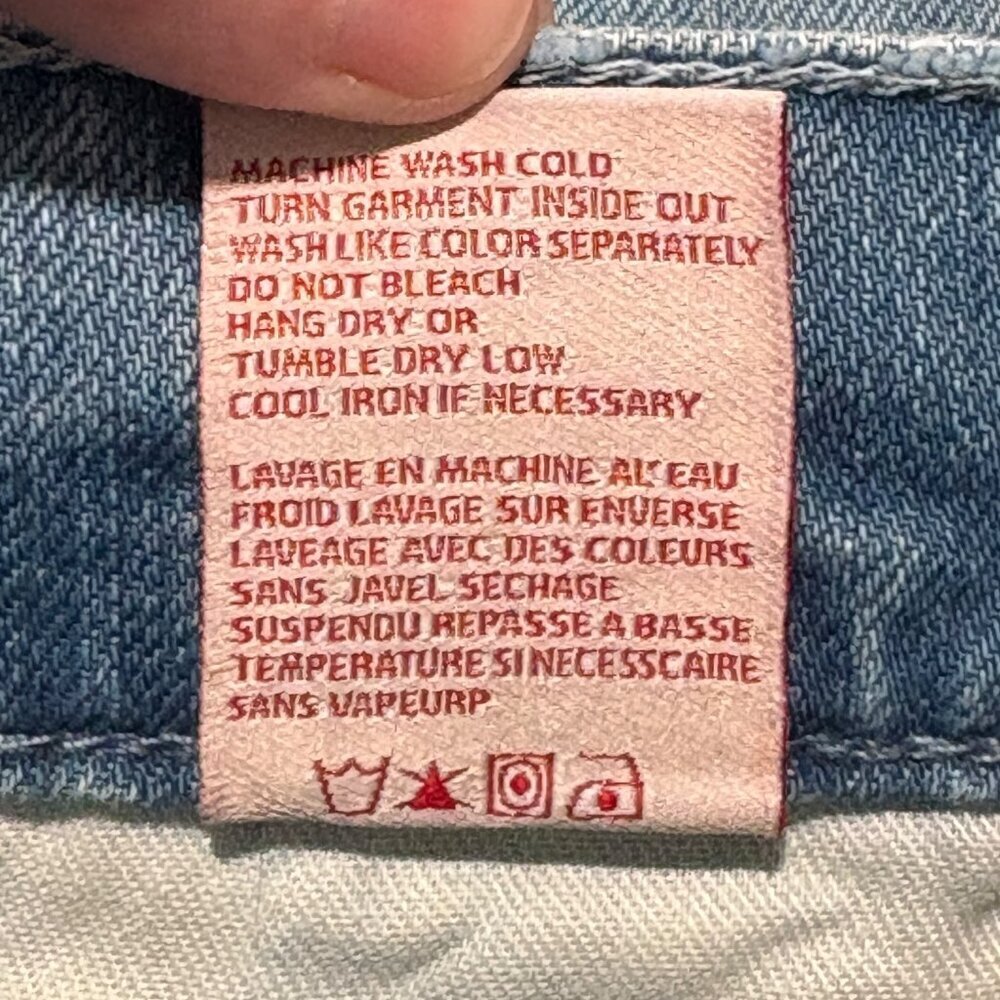 MACHINE WASH COLD
TURN GARMENT INSIDE OUT
WASH LIKE COLOR SEPARATELY
DO NOT BLEACH
HANG DRY OR
TUMBLE DRY LOW
COOL IRON IF NECESSARY
LAVAGE EN MACHINE AL'EAU
FROID LAVAGE SUR ENVERSE
LAVEAGE AVEC DES COLEURS
SANS JAVEL SECHAGE
SUSPENDU REPASSE A BASSE
TEMPERATURE SI NECESSCAIRE
SANS VAPEURP